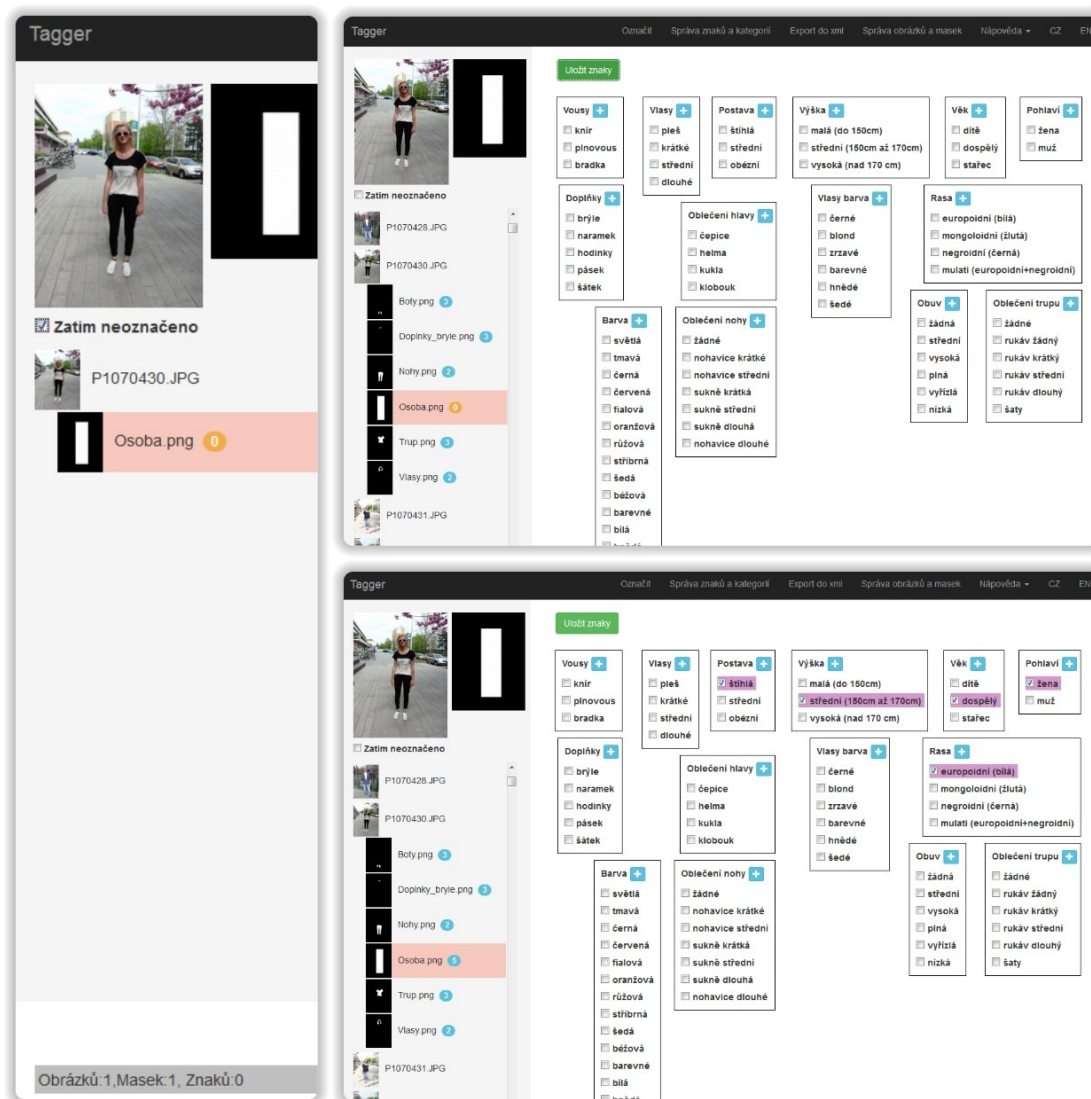 Tagger
Zatim neoznačeno
P1070430.JPG
Osoba.png 0
Obrázků:1,Masek:1, Znaků:0
Tagger Označit Správa znaků a kategorií Export do xml Správa obrázků a masek Nápověda CZ EN
Uložit znaky
Zatim neoznačeno
P1070428.JPG
P1070430.JPG
Boty.png 3
Doplnky_bryle.png 3
Nohy.png 2
Osoba.png 0
Trup.png 3
Vlasy.png 2
P1070431.JPG
Vousy +
knír
plnovous
bradka
Vlasy +
pleš
krátké
střední
dlouhé
Postava +
štíhlá
střední
obézní
Výška +
malá (do 150cm)
střední (150cm až 170cm)
vysoká (nad 170 cm)
Věk +
dítě
dospělý
stařec
Pohlaví +
žena
muž
Doplňky +
brýle
naramek
hodinky
pásek
šátek
Oblečení hlavy +
čepice
helma
kukla
klobouk
Vlasy barva +
černé
blond
zrzavé
barevné
hnědé
šedé
Rasa +
europoidní (bílá)
mongoloidní (žlutá)
negroidní (černá)
mulati (europoidní+negroidní)
Barva +
světlá
tmavá
černá
červená
fialová
oranžová
růžová
stříbrná
šedá
béžová
barevné
bílá
Oblečení nohy +
žádné
nohavice krátké
nohavice střední
sukně krátká
sukně střední
sukně dlouhá
nohavice dlouhé
Obuv +
žádná
střední
vysoká
plná
vyřízlá
nízká
Oblečení trupu +
žádné
rukáv žádný
rukáv krátký
rukáv střední
rukáv dlouhý
šaty
Tagger Označit Správa znaků a kategorií Export do xml Správa obrázků a masek Nápověda CZ EN
Uložit znaky
Zatim neoznačeno
P1070428.JPG
P1070430.JPG
Boty.png 3
Doplnky_bryle.png 3
Nohy.png 2
Osoba.png 5
Trup.png 3
Vlasy.png 2
P1070431.JPG
Vousy +
knír
plnovous
bradka
Vlasy +
pleš
krátké
střední
dlouhé
Postava +
štíhlá
střední
obézní
Výška +
malá (do 150cm)
střední (150cm až 170cm)
vysoká (nad 170 cm)
Věk +
dítě
dospělý
stařec
Pohlaví +
žena
muž
Doplňky +
brýle
naramek
hodinky
pásek
šátek
Oblečení hlavy +
čepice
helma
kukla
klobouk
Vlasy barva +
černé
blond
zrzavé
barevné
hnědé
šedé
Rasa +
europoidní (bílá)
mongoloidní (žlutá)
negroidní (černá)
mulati (europoidní+negroidní)
Barva +
světlá
tmavá
černá
červená
fialová
oranžová
růžová
stříbrná
šedá
béžová
barevné
bílá
Oblečení nohy +
žádné
nohavice krátké
nohavice střední
sukně krátká
sukně střední
sukně dlouhá
nohavice dlouhé
Obuv +
žádná
střední
vysoká
plná
vyřízlá
nízká
Oblečení trupu +
žádné
rukáv žádný
rukáv krátký
rukáv střední
rukáv dlouhý
šaty